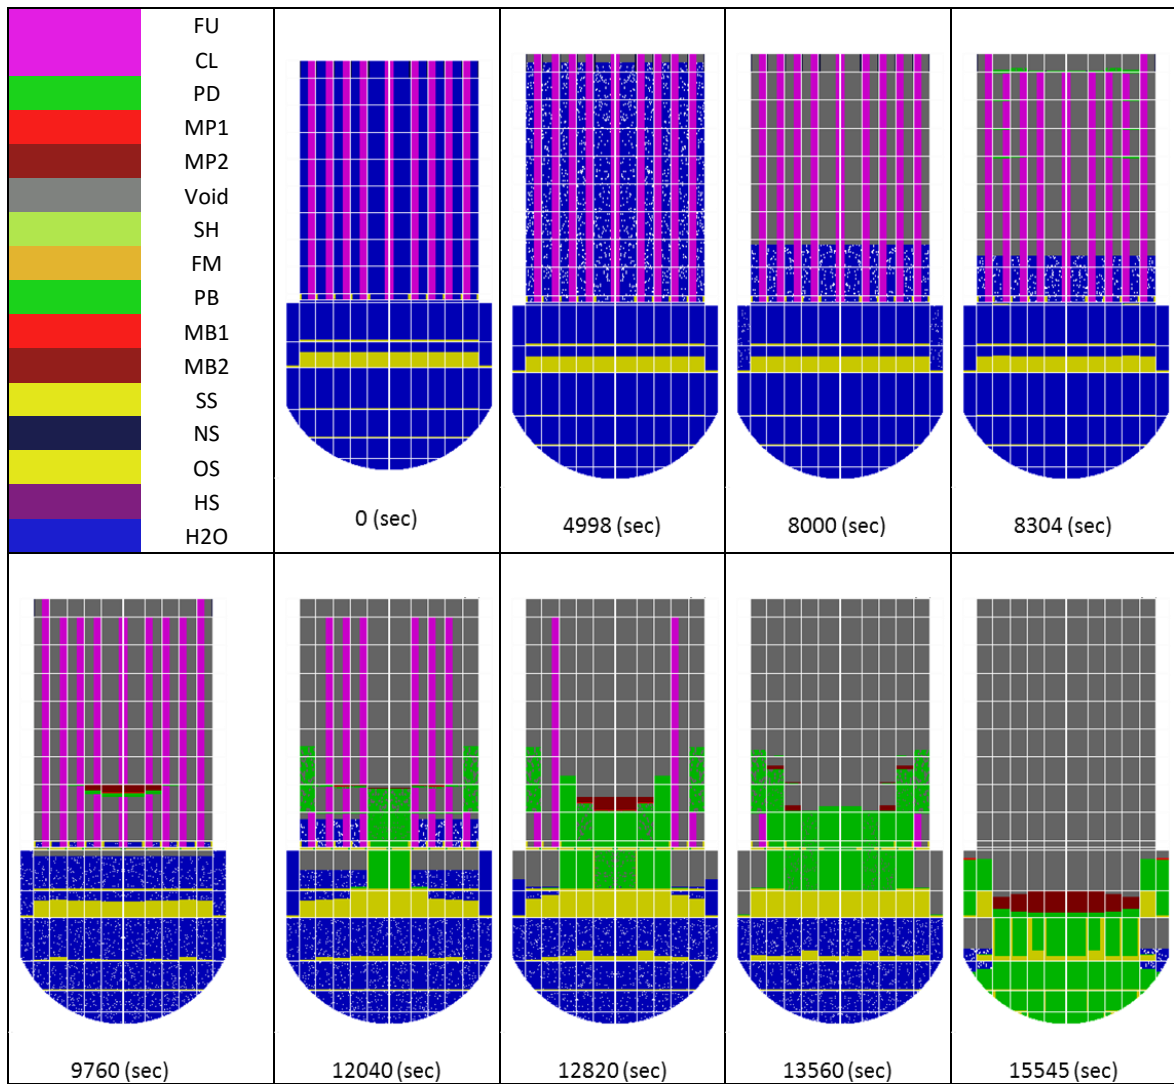 FU
CL
PD
MP1
MP2
Void
SH
FM
PB
MB1
MB2
SS
NS
OS
HS
H2O
0 (sec)
4998 (sec)
8000 (sec)
8304 (sec)
9760 (sec)
12040 (sec)
12820 (sec)
13560 (sec)
15545 (sec)